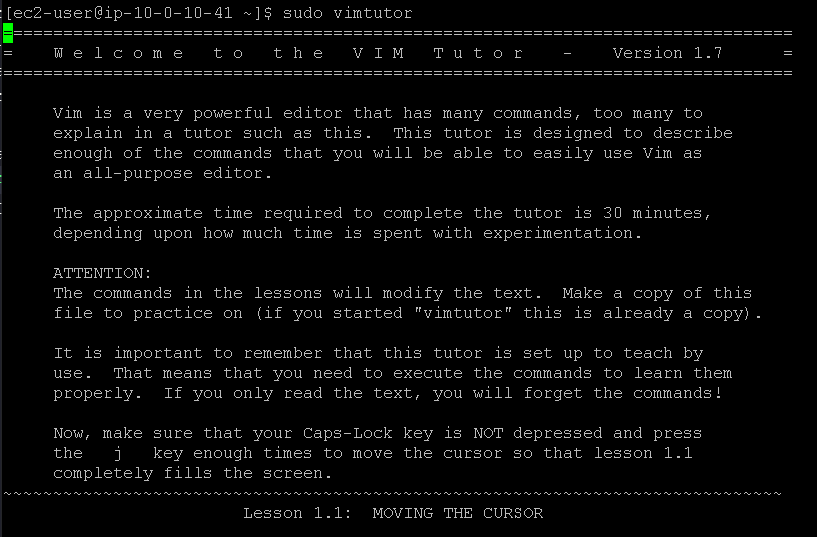 [ec2-user@ip-10-0-10-41 ~]$ sudo vimtutor
===============================================================================
=    W e l c o m e   t o   t h e   V I M   T u t o r    -    Version 1.7      =
===============================================================================
Vim is a very powerful editor that has many commands, too many to
explain in a tutor such as this.  This tutor is designed to describe
enough of the commands that you will be able to easily use Vim as
an all-purpose editor.
The approximate time required to complete the tutor is 30 minutes,
depending upon how much time is spent with experimentation.
ATTENTION:
The commands in the lessons will modify the text.  Make a copy of this
file to practice on (if you started "vimtutor" this is already a copy).
It is important to remember that this tutor is set up to teach by
use.  That means that you need to execute the commands to learn them
properly.  If you only read the text, you will forget the commands!
Now, make sure that your Caps-Lock key is NOT depressed and press
the   j   key enough times to move the cursor so that lesson 1.1
completely fills the screen.
~~~~~~~~~~~~~~~~~~~~~~~~~~~~~~~~~~~~~~~~~~~~~~~~~~~~~~~~~~~~~~~~~~~~~~~~~~~~~~
Lesson 1.1:  MOVING THE CURSOR